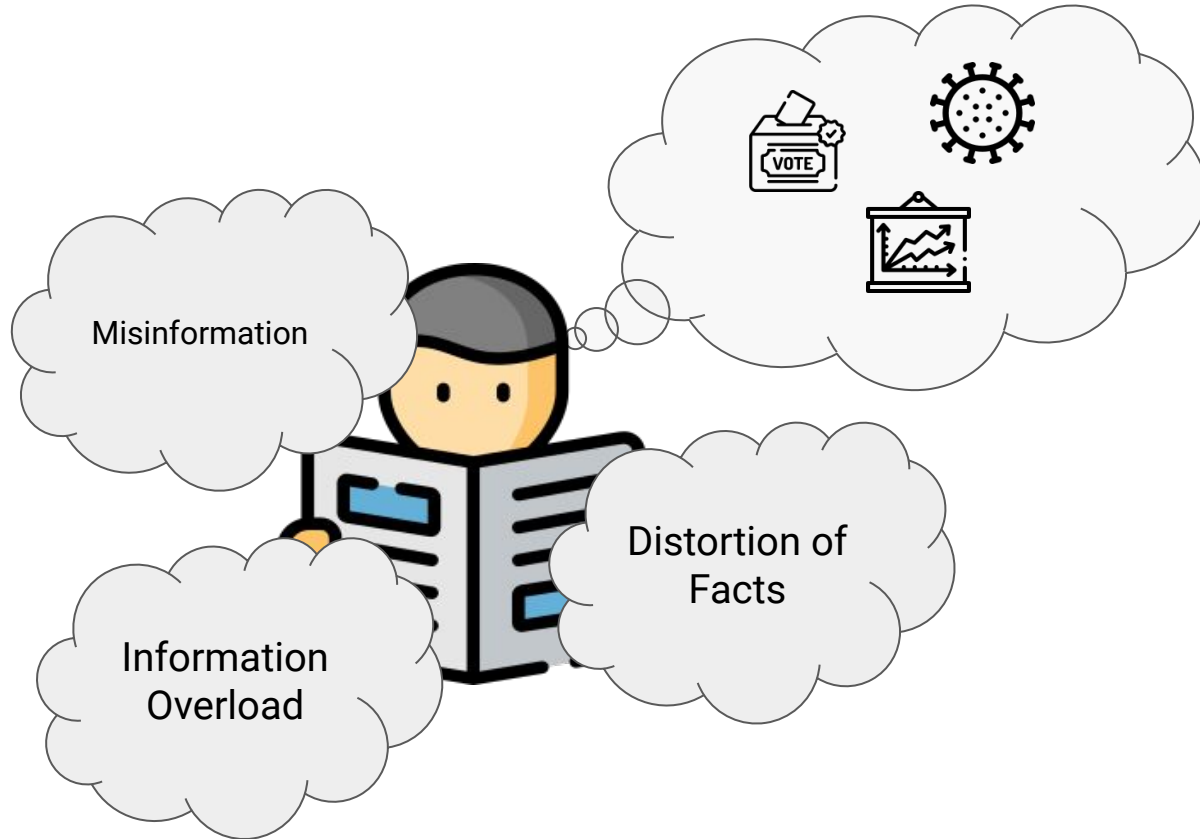 VOTE
Misinformation
Distortion of
Facts
Information
Overload